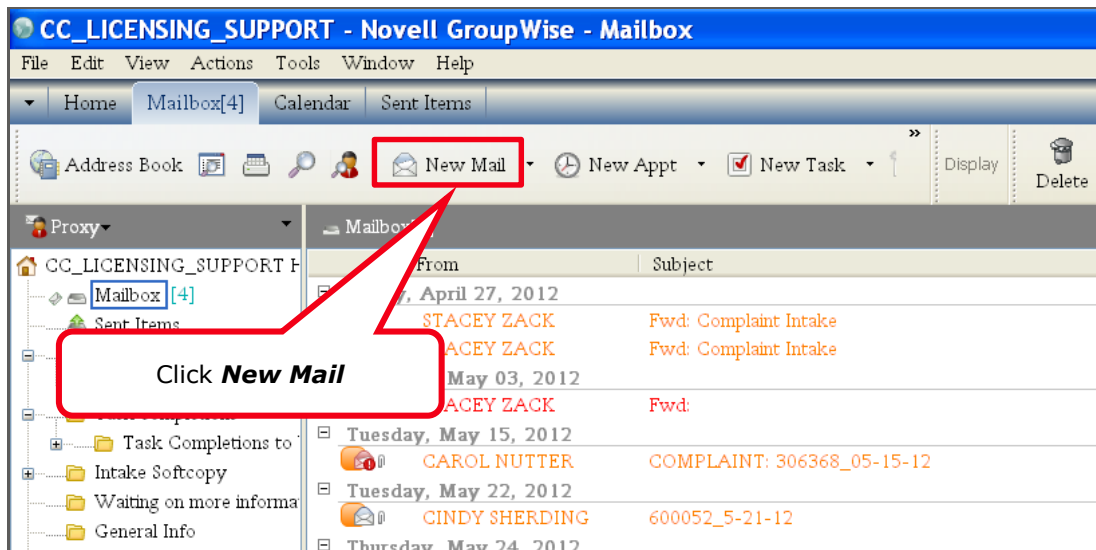 CC_LICENSING_SUPPORT - Novell GroupWise - Mailbox
File Edit View Actions Tools Window Help
Home Mailbox[4] Calendar Sent Items
Address Book New Mail New Appt New Task » Display Delete
Proxy Mailbox
CC_LICENSING_SUPPORT H From Subject
Mailbox [4] April 27, 2012
Sent Items STACEY ZACK Fwd: Complaint Intake
ACEY ZACK Fwd: Complaint Intake
Click New Mail
May 03, 2012
ACEY ZACK Fwd:
Tuesday, May 15, 2012
Task Completions to
CAROL NUTTER COMPLAINT: 306368_05-15-12
Intake Softcopy
Tuesday, May 22, 2012
Waiting on more informa
CINDY SHERDING 600052_5-21-12
General Info
Thursday, May 24, 2012